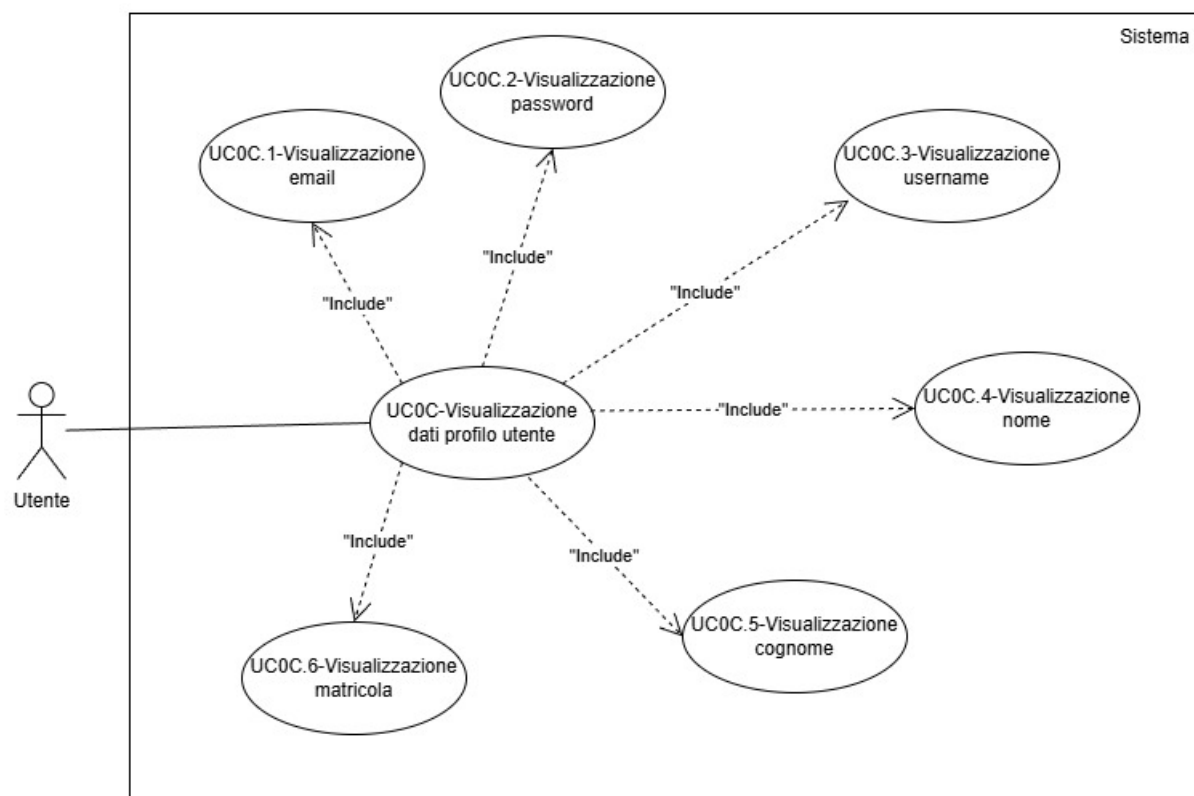 Sistema
UC0C.2-Visualizzazione
password
UC0C.1-Visualizzazione
email
UC0C.3-Visualizzazione
username
"Include"
"Include"
"Include"
"Include"
UC0C.4-Visualizzazione
nome
UC0C-Visualizzazione
dati profilo utente
Utente
"Include"
"Include"
UC0C.5-Visualizzazione
cognome
UC0C.6-Visualizzazione
matricola